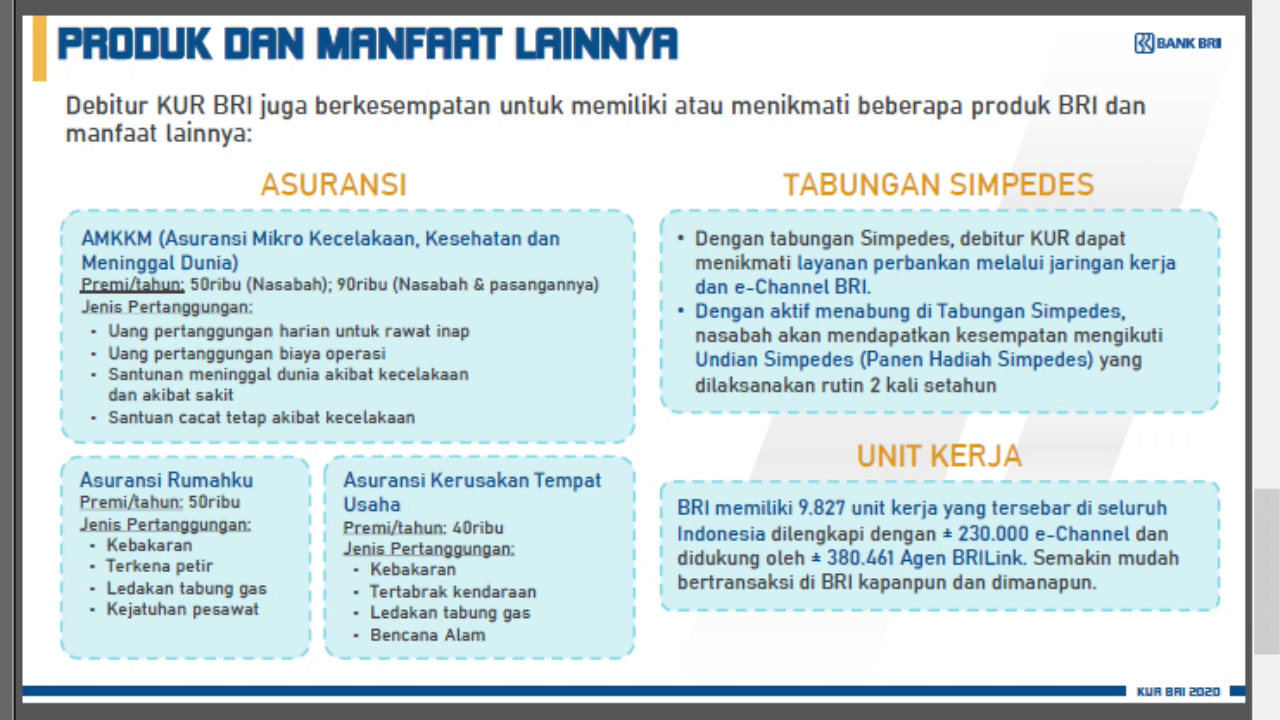 PRODUK DAN MANFAAT LAINNYA
BANK BRI
Debitur KUR BRI juga berkesempatan untuk memiliki atau menikmati beberapa produk BRI dan
manfaat lainnya:
ASURANSI
AMKKM (Asuransi Mikro Kecelakaan, Kesehatan dan
Meninggal Dunia)
Premi/tahun: 50ribu (Nasabah); 90ribu (Nasabah & pasangannya)
Jenis Pertanggungan:
- Uang pertanggungan harian untuk rawat inap
- Uang pertanggungan biaya operasi
- Santunan meninggal dunia akibat kecelakaan
dan akibat sakit
- Santuan cacat tetap akibat kecelakaan
Asuransi Rumahku
Premi/tahun: 50ribu
Jenis Pertanggungan:
- Kebakaran
- Terkena petir
- Ledakan tabung gas
- Kejatuhan pesawat
Asuransi Kerusakan Tempat
Usaha
Premi/tahun: 40ribu
Jenis Pertanggungan:
- Kebakaran
- Tertabrak kendaraan
- Ledakan tabung gas
- Bencana Alam
TABUNGAN SIMPEDES
• Dengan tabungan Simpedes, debitur KUR dapat
menikmati layanan perbankan melalui jaringan kerja
dan e-Channel BRI.
• Dengan aktif menabung di Tabungan Simpedes,
nasabah akan mendapatkan kesempatan mengikuti
Undian Simpedes (Panen Hadiah Simpedes) yang
dilaksanakan rutin 2 kali setahun
UNIT KERJA
BRI memiliki 9.827 unit kerja yang tersebar di seluruh
Indonesia dilengkapi dengan ± 230.000 e-Channel dan
didukung oleh ± 380.461 Agen BRILink. Semakin mudah
bertransaksi di BRI kapanpun dan dimanapun.
KUR BRI 2020